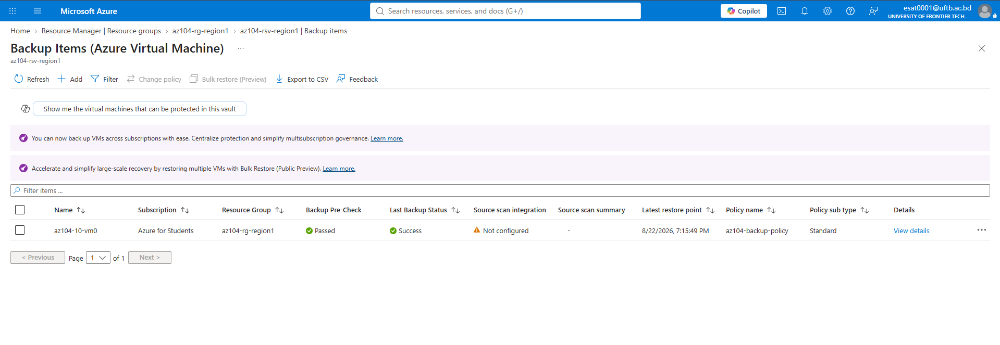 Microsoft Azure
Search resources, services, and docs (G+/)
Copilot
esat0001@uftb.ac.bd
UNIVERSITY OF FRONTIER TECH...
Home > Resource Manager | Resource groups > az104-rg-region1 > az104-rsv-region1 | Backup items
Backup Items (Azure Virtual Machine) ...
az104-rsv-region1
Refresh Add Filter Change policy Bulk restore (Preview) Export to CSV Feedback
Show me the virtual machines that can be protected in this vault
You can now back up VMs across subscriptions with ease. Centralize protection and simplify multisubscription governance. Learn more.
Accelerate and simplify large-scale recovery by restoring multiple VMs with Bulk Restore (Public Preview). Learn more.
Filter items ...
Name Subscription Resource Group Backup Pre-Check Last Backup Status Source scan integration Source scan summary Latest restore point Policy name Policy sub type Details
az104-10-vm0 Azure for Students az104-rg-region1 Passed Success Not configured - 8/22/2026, 7:15:49 PM az104-backup-policy Standard View details ...
< Previous Page 1 of 1 Next >